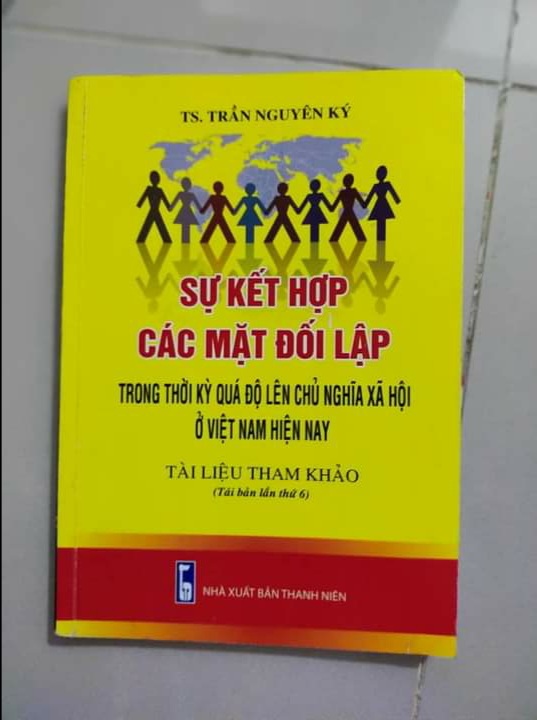 TS. TRẦN NGUYÊN KÝ
SỰ KẾT HỢP
CÁC MẶT ĐỐI LẬP
TRONG THỜI KỲ QUÁ ĐỘ LÊN CHỦ NGHĨA XÃ HỘI
Ở VIỆT NAM HIỆN NAY
TÀI LIỆU THAM KHẢO
(Tái bản lần thứ 6)
NHÀ XUẤT BẢN THANH NIÊN